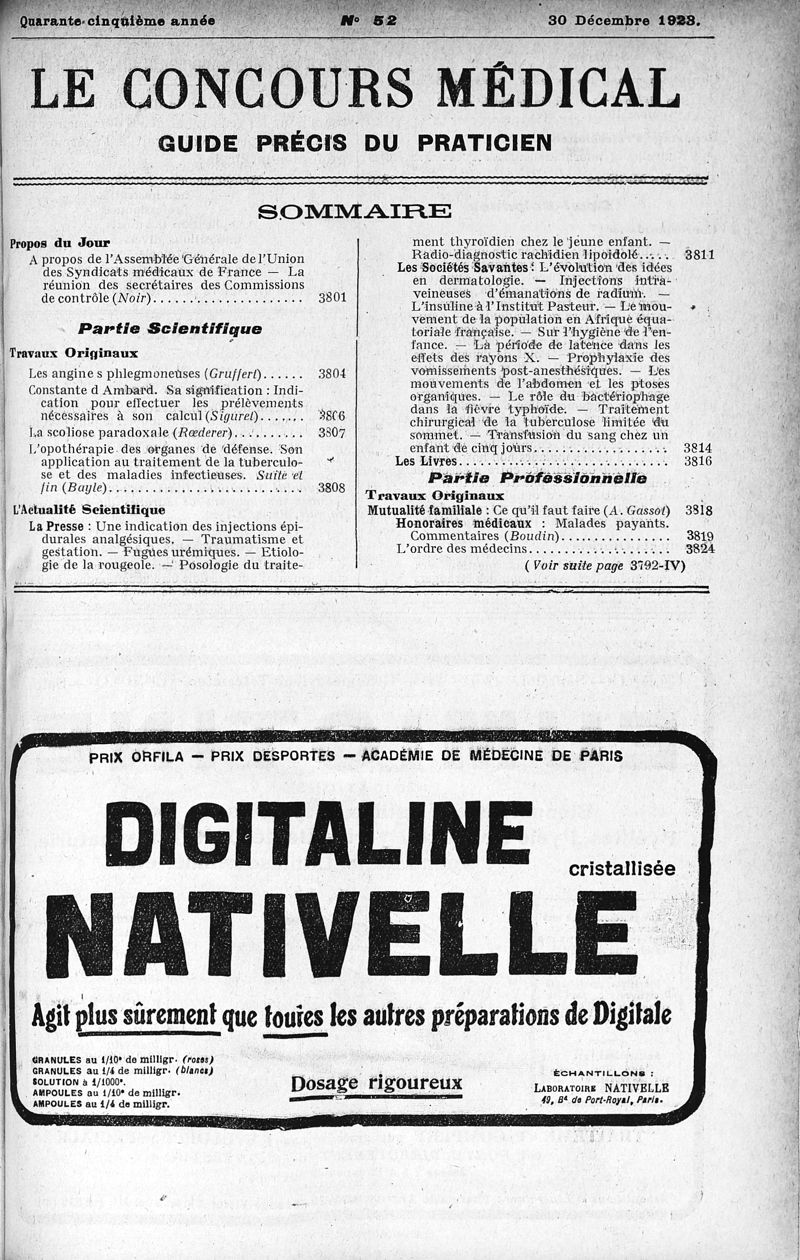 Quarante-cinquième année
N° 52
30 Décembre 1923.
LE CONCOURS MÉDICAL
GUIDE PRÉCIS DU PRATICIEN
SOMMAIRE
Propos du Jour
A propos de l'Assemblée Générale de l'Union
des Syndicats médicaux de France — La
réunion des secrétaires des Commissions
de contrôle (Noir)..................... 3801
Partie Scientifique
Travaux Originaux
Les angines phlegmoneuses (Gruffert)...... 3804
Constante d Ambard. Sa signification : Indi-
cation pour effectuer les prélèvements
nécessaires à son calcul (Siguret)....... 3806
La scoliose paradoxale (Rœderer).......... 3807
L'opothérapie des organes de défense. Son
application au traitement de la tuberculo-
se et des maladies infectieuses. Suite et
fin (Bayle)........................... 3808
L'Actualité Scientifique
La Presse : Une indication des injections épi-
durales analgésiques. — Traumatisme et
gestation. — Fugues urémiques. — Etiolo-
gie de la rougeole. — Posologie du traite-
ment thyroïdien chez le jeune enfant. —
Radio-diagnostic rachidien lipoidolé..... 3811
Les Sociétés Savantes : L'évolution des idées
en dermatologie. — Injections intra-
veineuses d'émanations de radium. —
L'insuline à l'Institut Pasteur. — Le mou-
vement de la population en Afrique équa-
toriale française. — Sur l'hygiène de l'en-
fance. — La période de latence dans les
effets des rayons X. — Prophylaxie des
vomissements post-anesthésiques. — Les
mouvements de l'abdomen et les ptoses
organiques. — Le rôle du bactériophage
dans la fièvre typhoïde. — Traitement
chirurgical de la tuberculose limitée du
sommet. — Transfusion du sang chez un
enfant de cinq jours................... 3814
Les Livres............................. 3816
Partie Professionnelle
Travaux Originaux
Mutualité familiale : Ce qu'il faut faire (A. Gassot) 3818
Honoraires médicaux : Malades payants.
Commentaires (Boudin)............... 3819
L'ordre des médecins.................... 3824
( Voir suite page 3792-IV)
PRIX ORFILA — PRIX DESPORTES — ACADÉMIE DE MÉDECINE DE PARIS
DIGITALINE
cristallisée
NATIVELLE
Agit plus sûrement que toutes les autres préparations de Digitale
GRANULES au 1/10e de milligr. (roses)
GRANULES au 1/4 de milligr. (blancs)
SOLUTION à 1/1000e.
AMPOULES au 1/10e de milligr.
AMPOULES au 1/4 de milligr.
Dosage rigoureux
ÉCHANTILLONS :
LABORATOIRE NATIVELLE
49, Bd de Port-Royal, Paris.